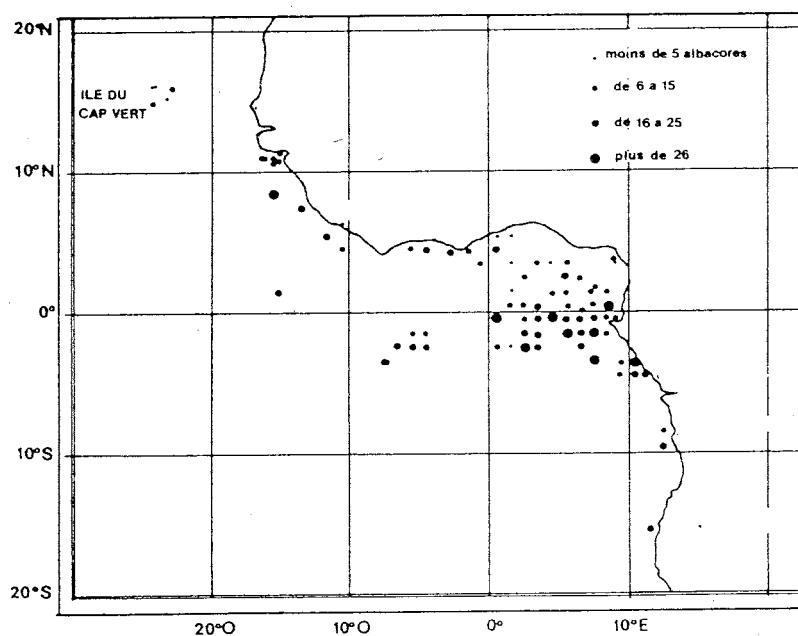 20°N
moins de 5 albacores
ILE DU
CAP VERT
de 6 a 15
de 16 a 25
plus de 26
10°N
0°
10°S
20°S
20°O
10°O
0°
10°E